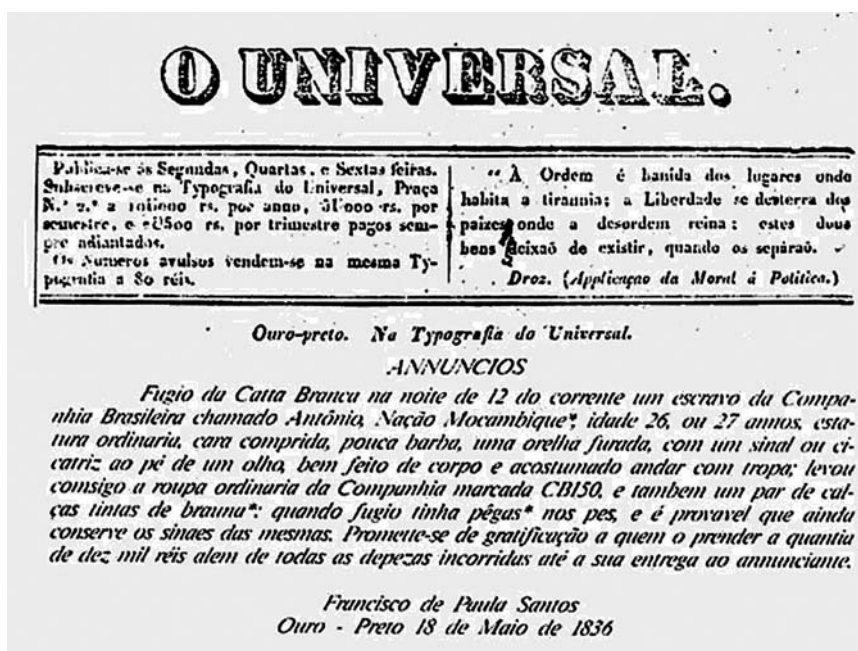 O UNIVERSAL.
Publica-se ás Segundas, Quartas, e Sextas feiras.
Subscreve-se na Typografia do Universal, Praça
N.º 2.º a rs. por anno, rs. por
semestre, e rs. por trimestre pagos sem-
pre adiantados.
Os Numeros avulsos vendem-se na mesma Ty-
pografia a 80 réis.
“ A Ordem é banida dos lugares onde
habita a tirannia; a Liberdade se desterra dos
paizes onde a desordem reina: estes dous
bens deixaõ de existir, quando os separaõ.
Droz. (Applicaçao da Moral á Politica.)
Ouro-preto. Na Typografia do Universal.
ANNUNCIOS
Fugio da Catta Branca na noite de 12 do corrente um escravo da Compa-
nhia Brasileira chamado Antônio, Nação Mocambique*, idade 26, ou 27 annos, esta-
tura ordinaria, cara comprida, pouca barba, uma orelha furada, com um sinal ou ci-
catriz ao pé de um olho, bem feito de corpo e acostumado andar com tropa; levou
comsigo a roupa ordinaria da Companhia marcada CB150, e tambem um par de cal-
ças tintas de brauna*; quando fugio tinha pêgas* nos pes, e é provavel que ainda
conserve os sinaes das mesmas. Promette-se de gratificação a quem o prender a quantia
de dez mil réis alem de todas as depezas incorridas até a sua entrega ao annunciante.
Francisco de Paula Santos
Ouro - Preto 18 de Maio de 1836